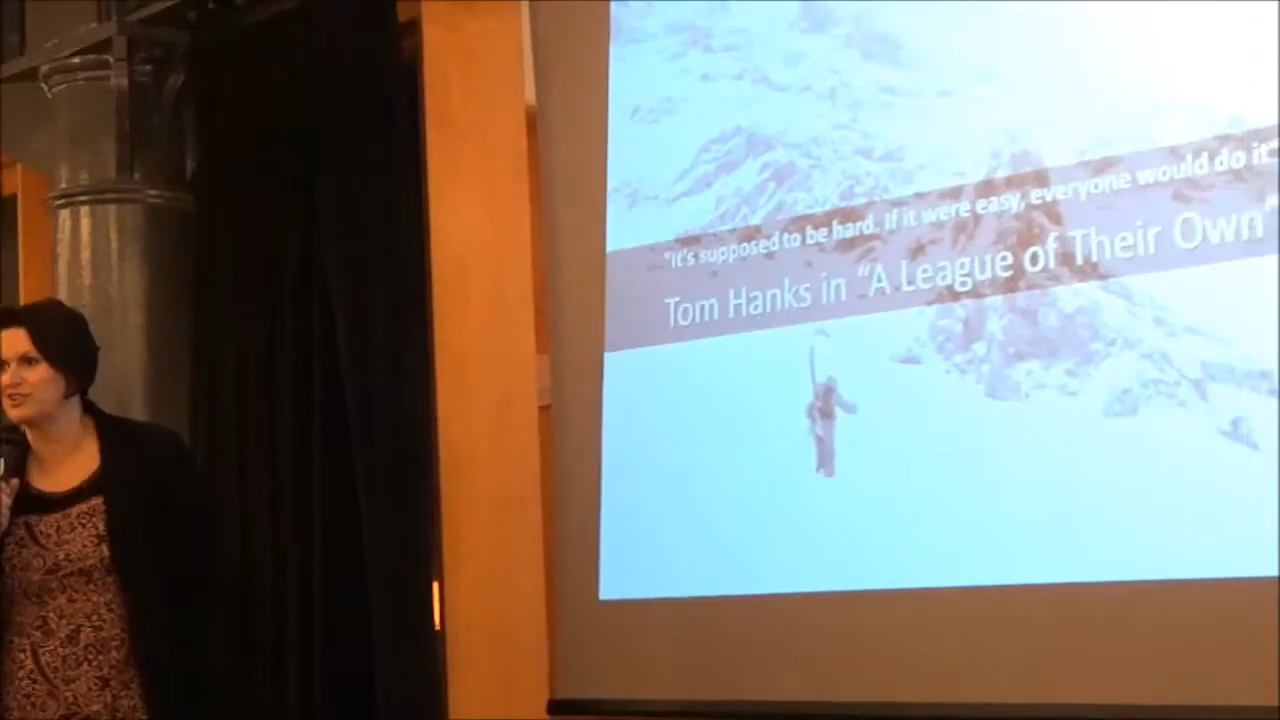 "It's supposed to be hard. If it were easy, everyone would do it"
Tom Hanks in “A League of Their Own”